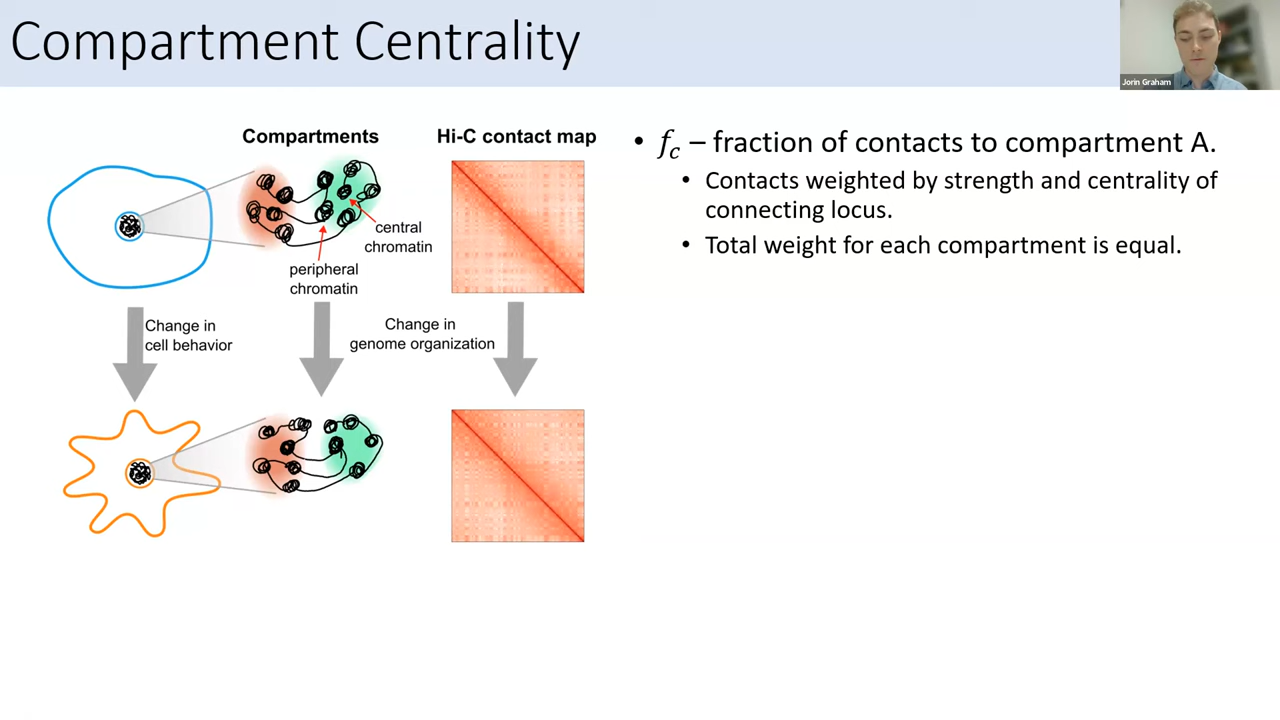 Compartment Centrality
Jorin Graham
Compartments
Hi-C contact map
central
chromatin
peripheral
chromatin
Change in
cell behavior
Change in
genome organization
• f_c – fraction of contacts to compartment A.
• Contacts weighted by strength and centrality of
connecting locus.
• Total weight for each compartment is equal.